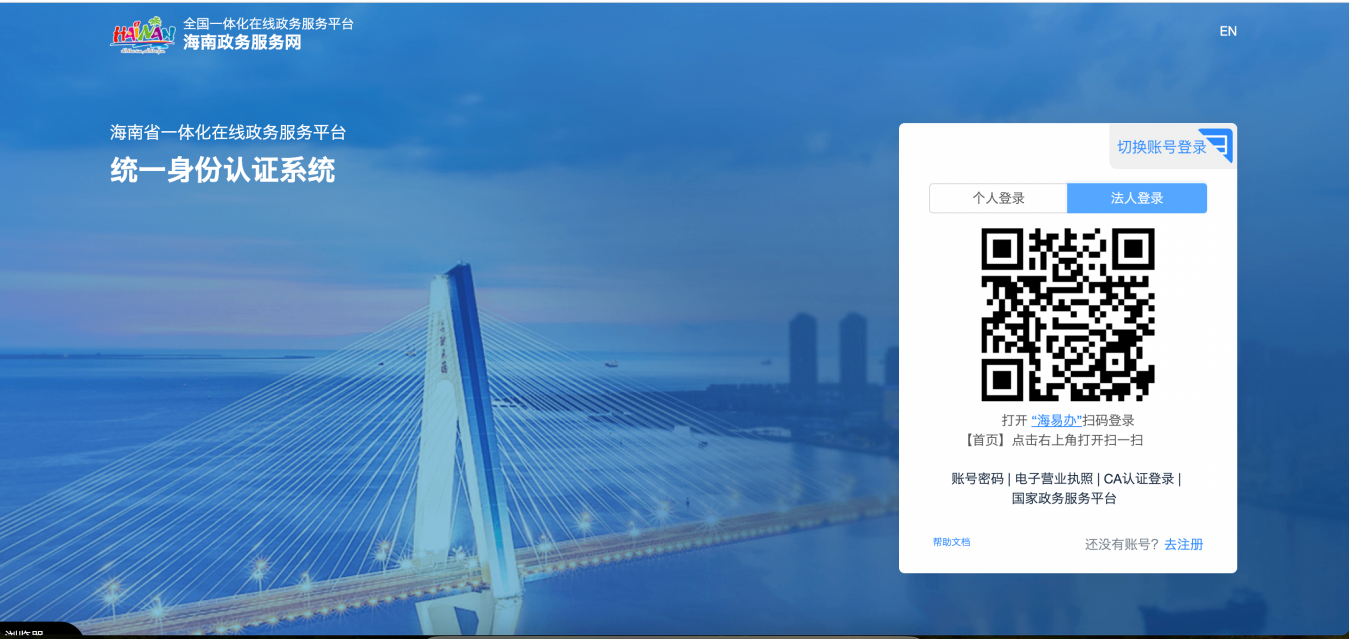 全国一体化在线政务服务平台
海南政务服务网
EN
海南省一体化在线政务服务平台
统一身份认证系统
切换账号登录
个人登录 法人登录
打开 “海易办”扫码登录
【首页】点击右上角打开扫一扫
账号密码 | 电子营业执照 | CA认证登录 |
国家政务服务平台
帮助文档
还没有账号? 去注册